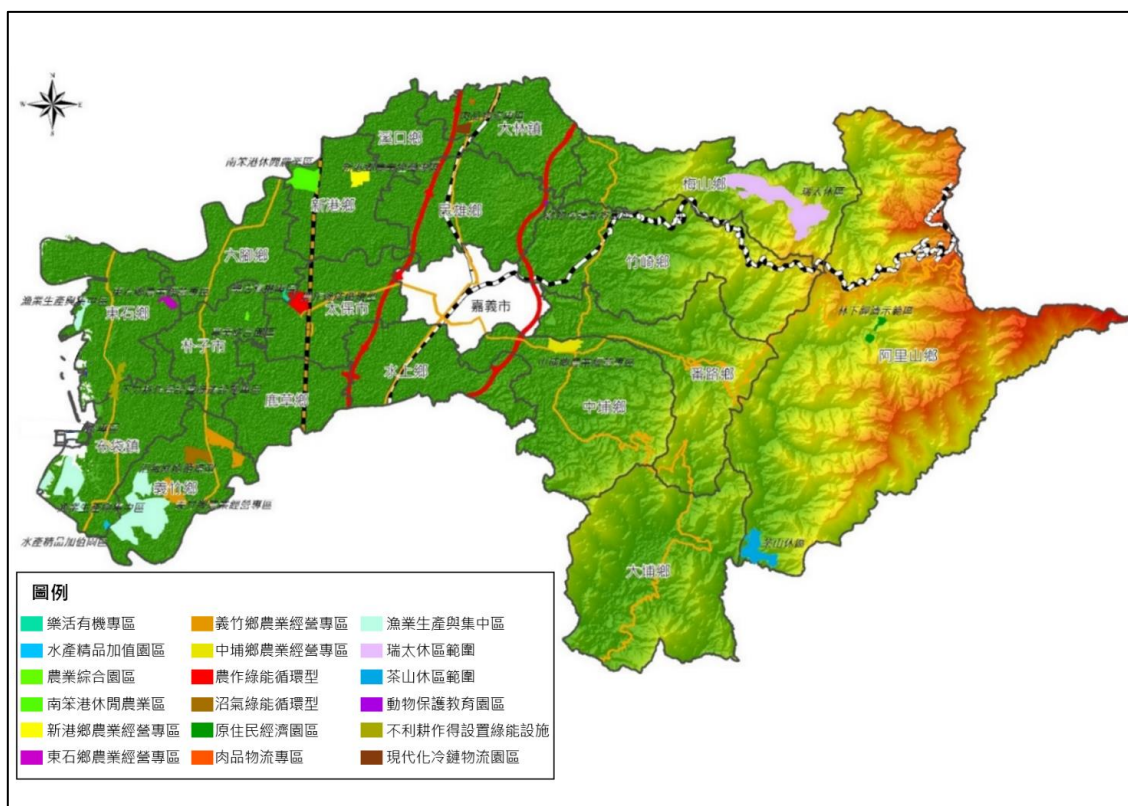 N
溪口鄉
大林鎮
南笨港休閒農業區
新港鄉
民雄鄉
梅山鄉
瑞太休區
六腳鄉
竹崎鄉
太保市
嘉義市
漁業生產與集中區
東石鄉
朴子市
林下經濟示範區
阿里山鄉
水上鄉
番路鄉
鹿草鄉
中埔鄉
布袋鎮
義竹鄉
義竹鄉農業經營專區
水產精品加值園區
茶山休區
大埔鄉
圖例
樂活有機專區
義竹鄉農業經營專區
漁業生產與集中區
水產精品加值園區
中埔鄉農業經營專區
瑞太休區範圍
農業綜合園區
農作綠能循環型
茶山休區範圍
南笨港休閒農業區
沼氣綠能循環型
動物保護教育園區
新港鄉農業經營專區
原住民經濟園區
不利耕作得設置綠能設施
東石鄉農業經營專區
肉品物流專區
現代化冷鏈物流園區